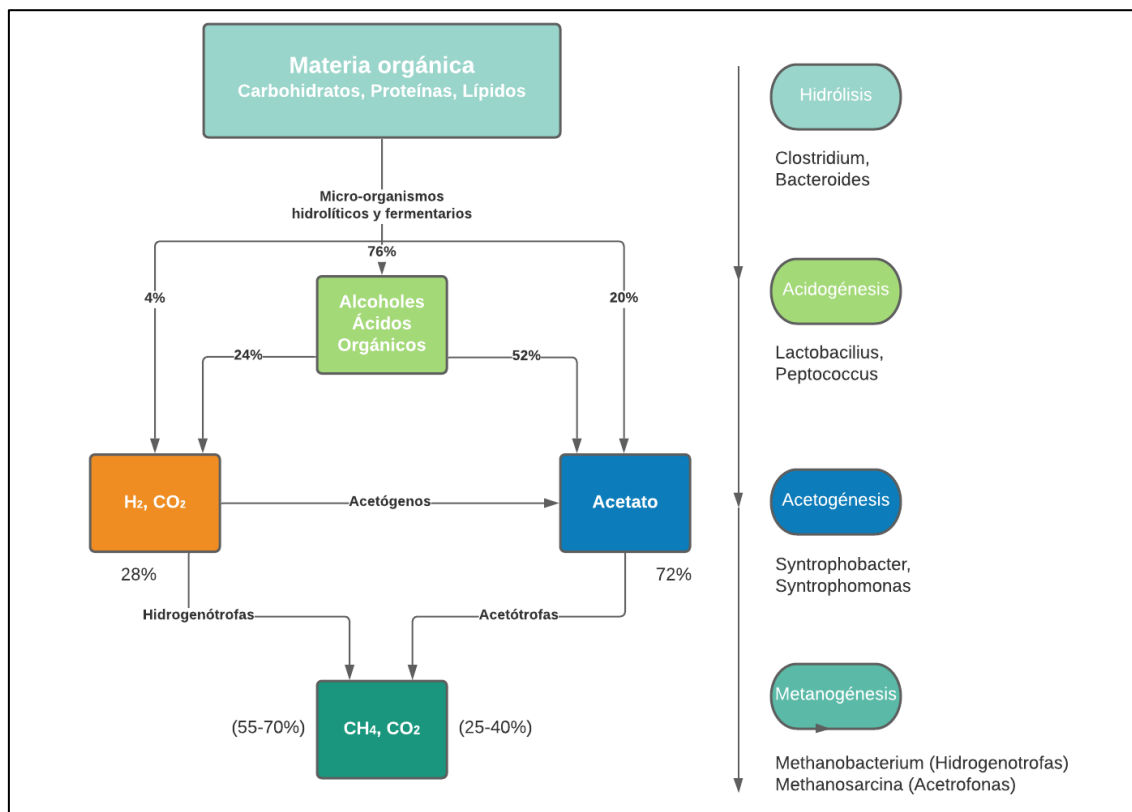 Materia orgánica
Carbohidratos, Proteínas, Lípidos
Micro-organismos
hidrolíticos y fermentarios
76%
4%
20%
Alcoholes
Ácidos
Orgánicos
24%
52%
H₂, CO₂
Acetógenos
Acetato
28%
72%
Hidrogenótrofas
Acetótrofas
(55-70%)
CH₄, CO₂
(25-40%)
Hidrólisis
Clostridium,
Bacteroides
Acidogénesis
Lactobacilius,
Peptococcus
Acetogénesis
Syntrophobacter,
Syntrophomonas
Metanogénesis
Methanobacterium (Hidrogenotrofas)
Methanosarcina (Acetrofonas)